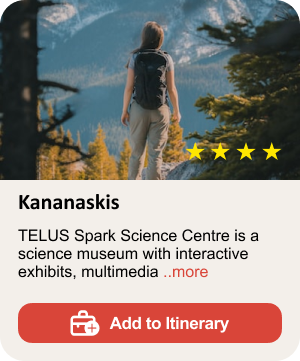 Kananaskis
TELUS Spark Science Centre is a
science museum with interactive
exhibits, multimedia ..more
Add to Itinerary